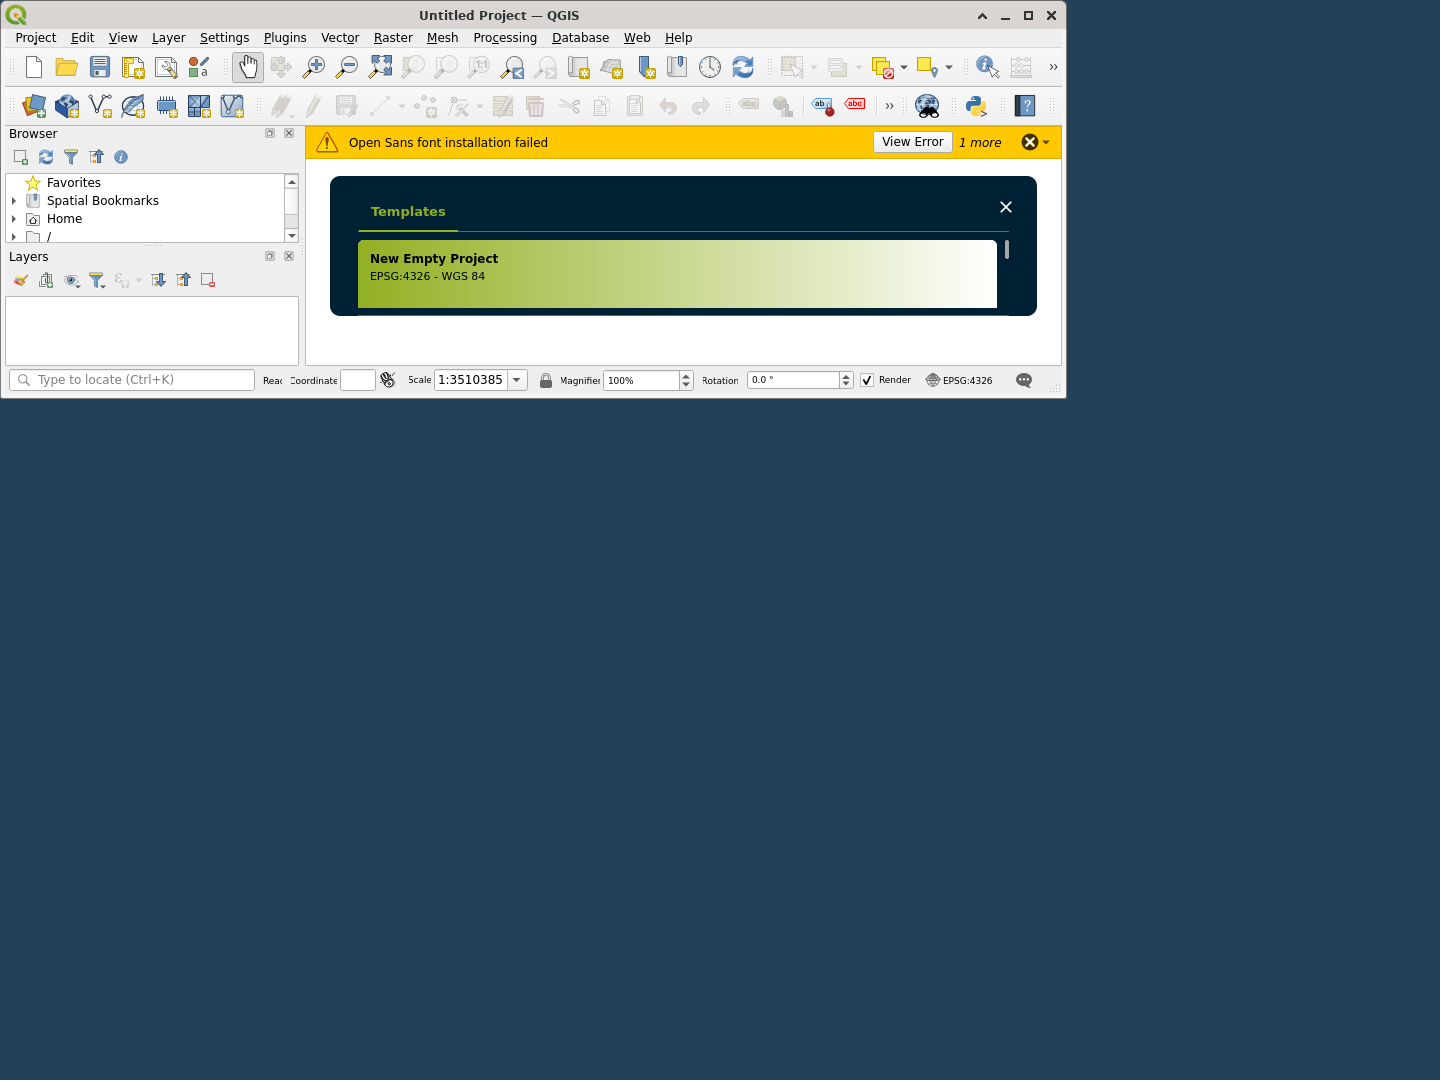 Untitled Project — QGIS
Project Edit View Layer Settings Plugins Vector Raster Mesh Processing Database Web Help
Browser
Favorites
Spatial Bookmarks
Home
/
Layers
Open Sans font installation failed
View Error
1 more
Templates
New Empty Project
EPSG:4326 - WGS 84
Type to locate (Ctrl+K)
Coordinate
Scale
1:3510385
Magnifier
100%
Rotation
0.0 °
Render
EPSG:4326